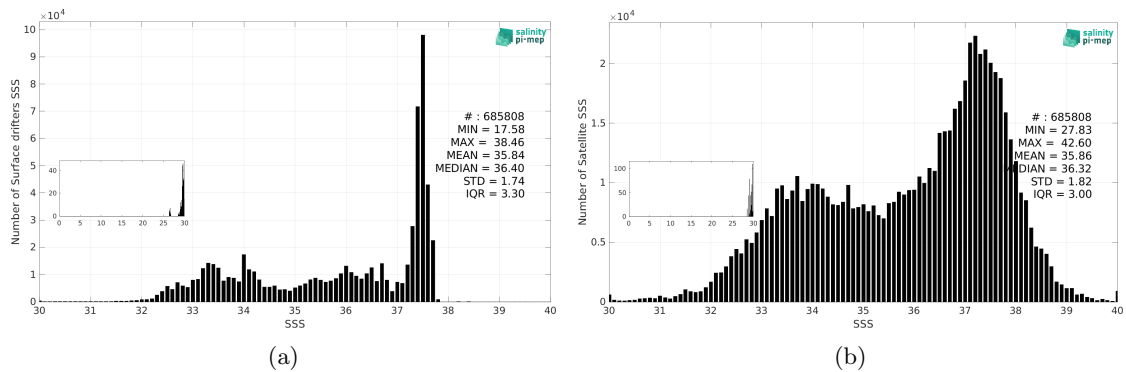 ×10⁴
10
9
8
7
6
5
4
3
2
1
0
Number of Surface drifters SSS
30 31 32 33 34 35 36 37 38 39 40
SSS
salinity
pi-mep
# : 685808
MIN = 17.58
MAX = 38.46
MEAN = 35.84
MEDIAN = 36.40
STD = 1.74
IQR = 3.30
40
20
0
0 5 10 15 20 25 30
(a)
×10⁴
2
1.5
1
0.5
0
Number of Satellite SSS
30 31 32 33 34 35 36 37 38 39 40
SSS
salinity
pi-mep
# : 685808
MIN = 27.83
MAX = 42.60
MEAN = 35.86
MEDIAN = 36.32
STD = 1.82
IQR = 3.00
100
50
0
0 5 10 15 20 25 30
(b)